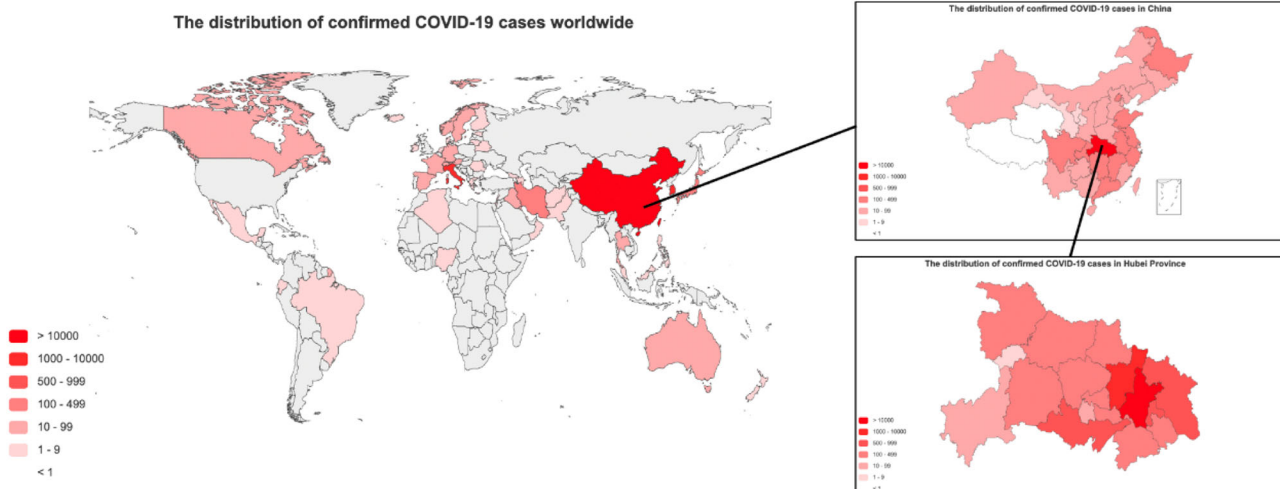 The distribution of confirmed COVID-19 cases worldwide
> 10000
1000 - 10000
500 - 999
100 - 499
10 - 99
1 - 9
< 1
The distribution of confirmed COVID-19 cases in China
> 10000
1000 - 10000
500 - 999
100 - 499
10 - 99
1 - 9
< 1
The distribution of confirmed COVID-19 cases in Hubei Province
> 10000
1000 - 10000
500 - 999
100 - 499
10 - 99
1 - 9
< 1